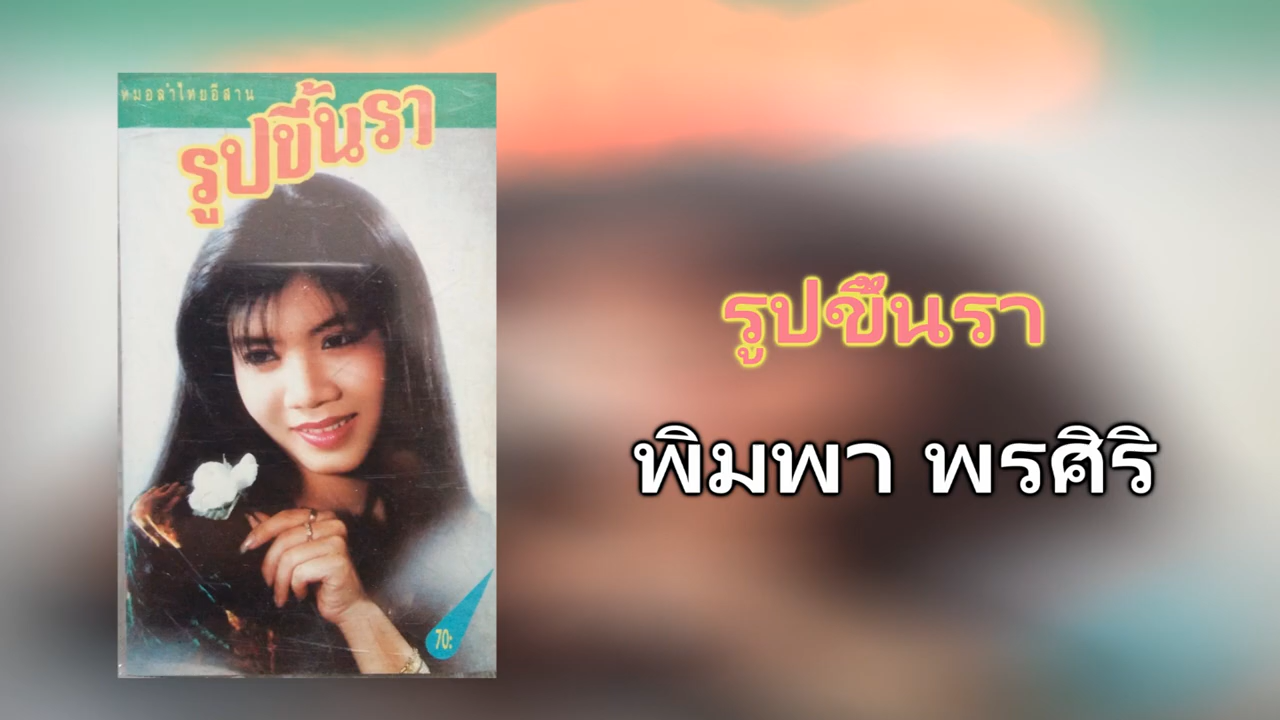 หมอลำไทยอีสาน
รูปขึ้นรา
70.-
รูปขึ้นรา
พิมพา พรศิริ